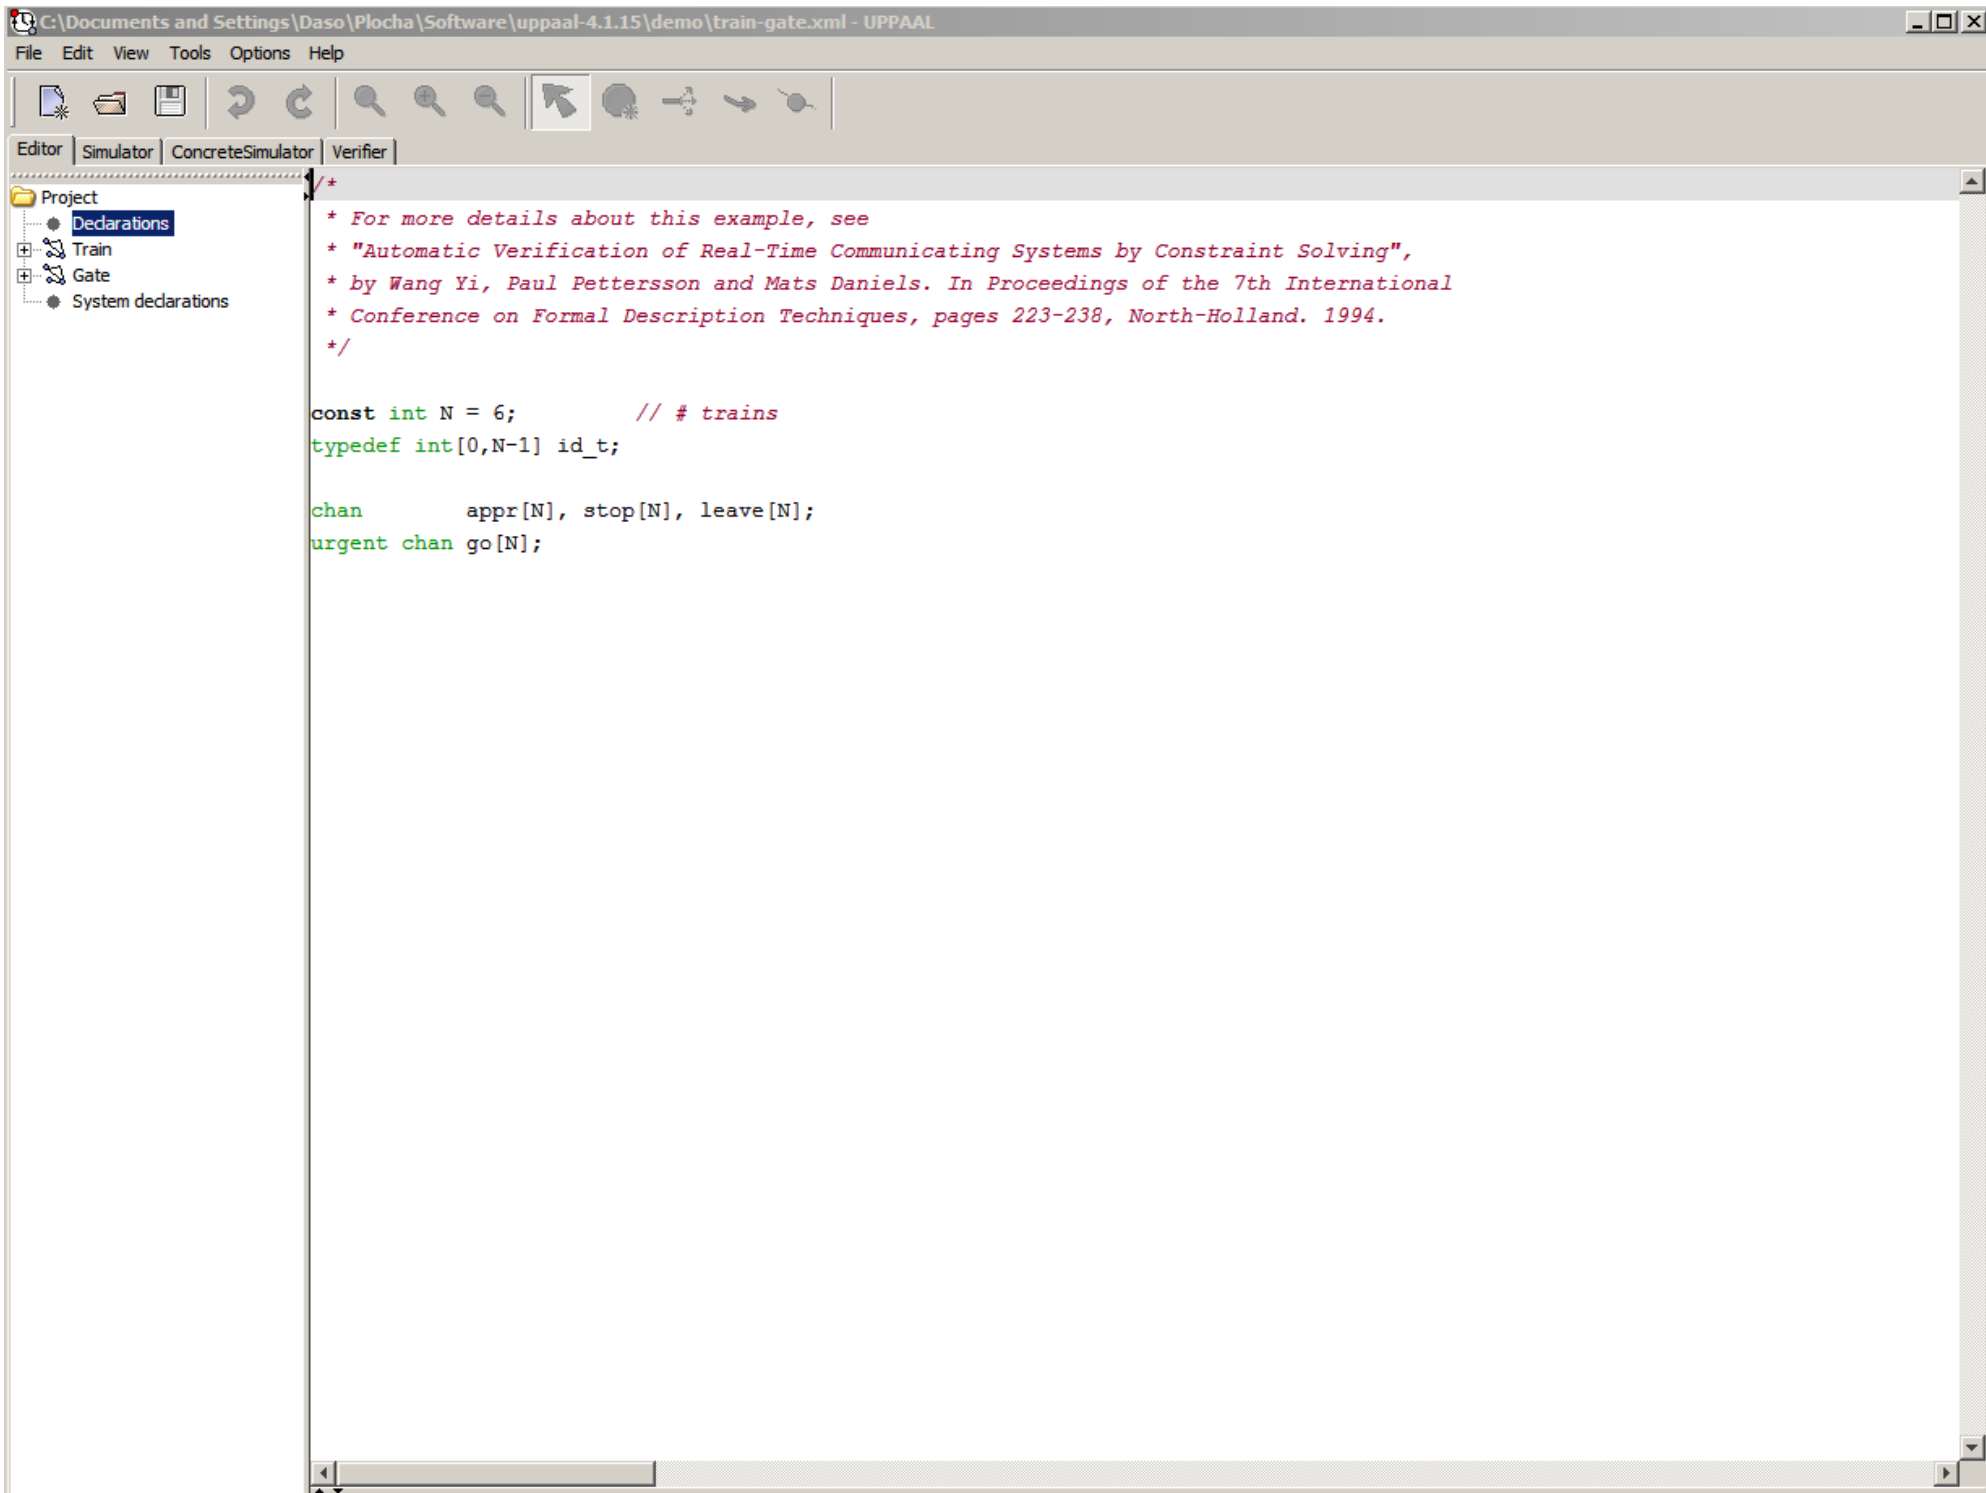 C:\Documents and Settings\Daso\Plocha\Software\uppaal-4.1.15\demo\train-gate.xml - UPPAAL
File Edit View Tools Options Help
Editor Simulator ConcreteSimulator Verifier
Project
Declarations
Train
Gate
System declarations
/*
* For more details about this example, see
* "Automatic Verification of Real-Time Communicating Systems by Constraint Solving",
* by Wang Yi, Paul Pettersson and Mats Daniels. In Proceedings of the 7th International
* Conference on Formal Description Techniques, pages 223-238, North-Holland. 1994.
*/
const int N = 6; // # trains
typedef int[0,N-1] id_t;
chan appr[N], stop[N], leave[N];
urgent chan go[N];